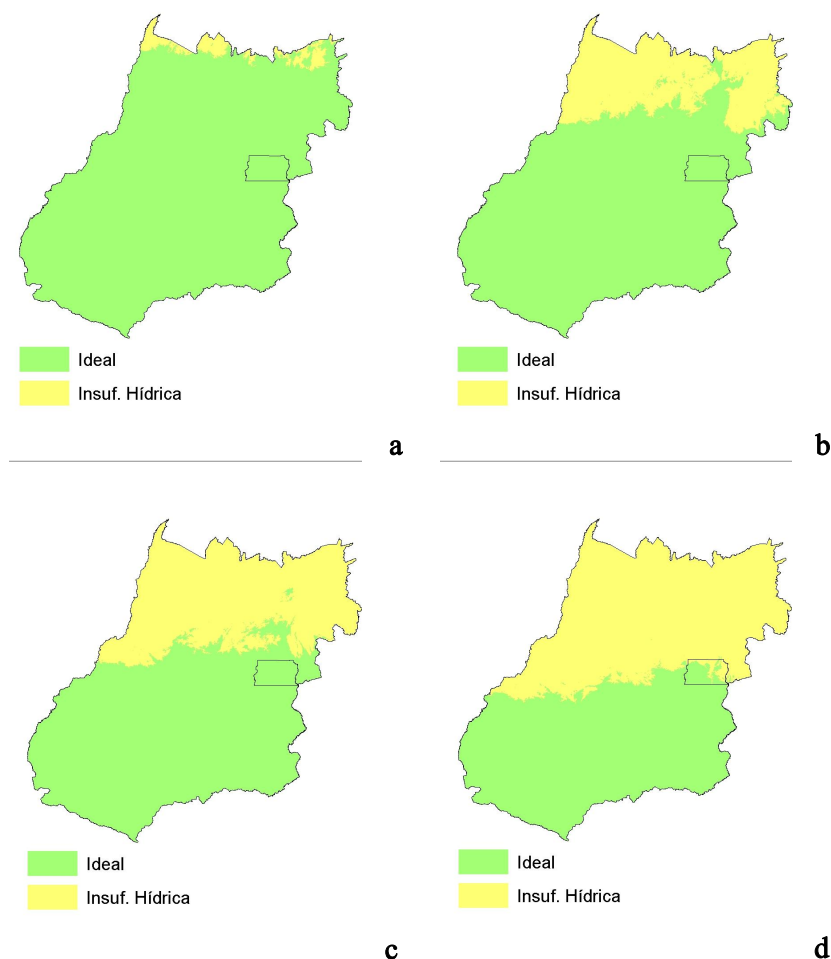 Ideal
Insuf. Hídrica
a
Ideal
Insuf. Hídrica
b
Ideal
Insuf. Hídrica
c
Ideal
Insuf. Hídrica
d